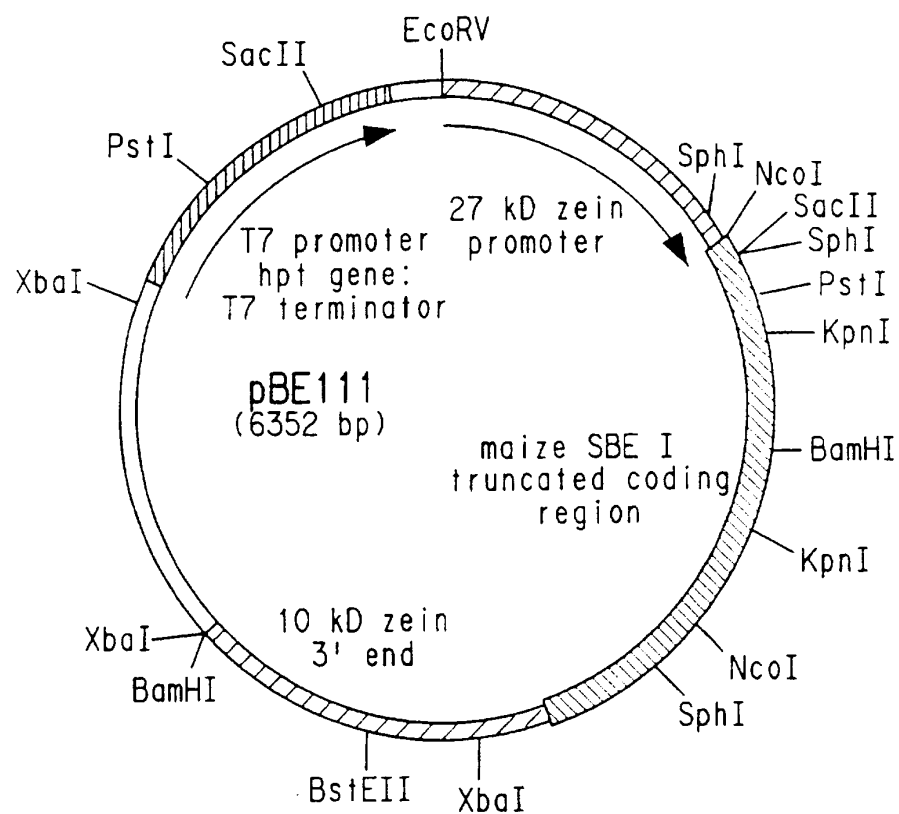 EcoRV
SacII
PstI
SphI
NcoI
SacII
SphI
PstI
KpnI
27 kD zein
promoter
T7 promoter
hpt gene:
T7 terminator
XbaI
pBE111
(6352 bp)
maize SBE I
truncated coding
region
BamHI
KpnI
10 kD zein
3' end
XbaI
BamHI
NcoI
SphI
BstEII
XbaI